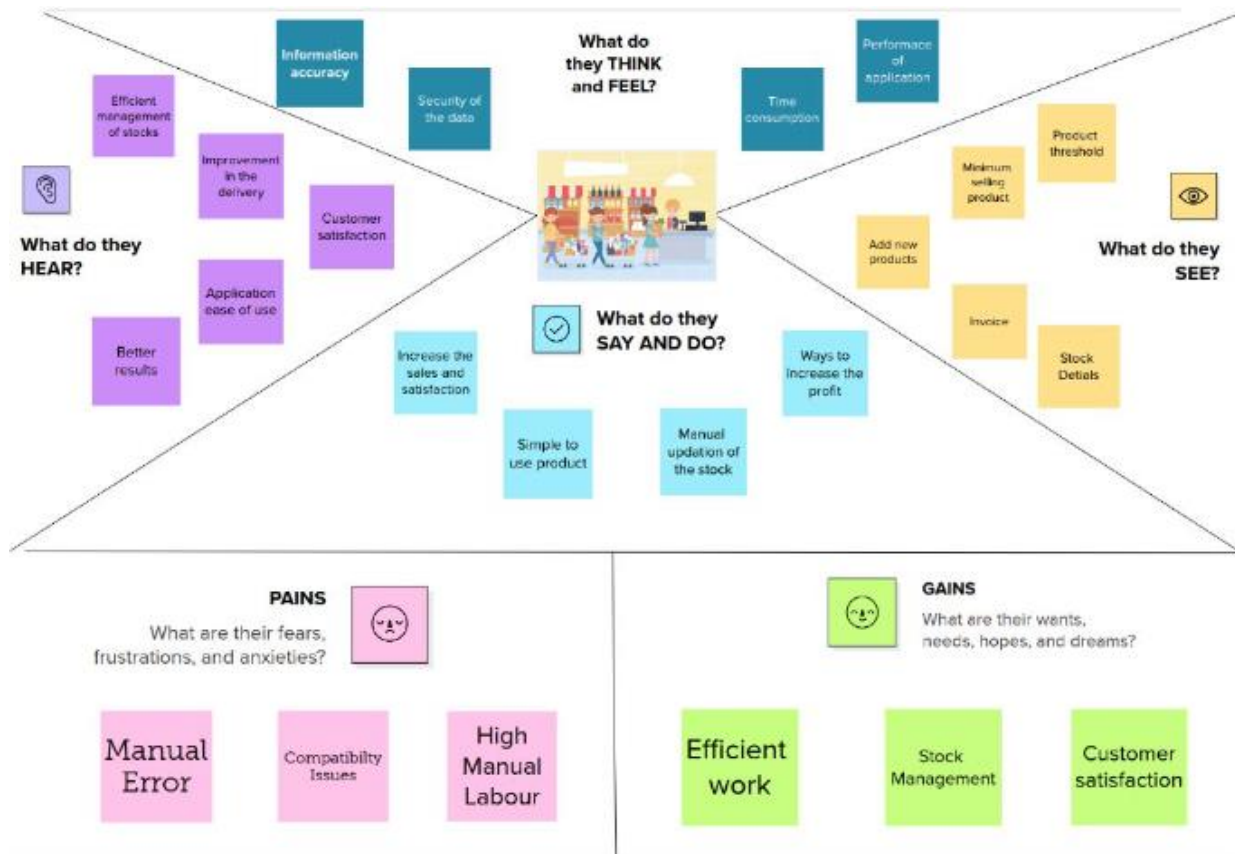 What do
they THINK
and FEEL?
Information
accuracy
Security of
the data
Time
consumption
Performace
of
application
What do they
HEAR?
Efficient
management
of stocks
Improvement
in the
delivery
Customer
satisfaction
Application
ease of use
Better
results
What do they
SEE?
Product
threshold
Minimum
selling
product
Add new
products
Invoice
Stock
Detials
What do they
SAY AND DO?
Increase the
sales and
satisfaction
Simple to
use product
Manual
updation of
the stock
Ways to
increase the
profit
PAINS
What are their fears,
frustrations, and anxieties?
Manual
Error
Compatibilty
Issues
High
Manual
Labour
GAINS
What are their wants,
needs, hopes, and dreams?
Efficient
work
Stock
Management
Customer
satisfaction